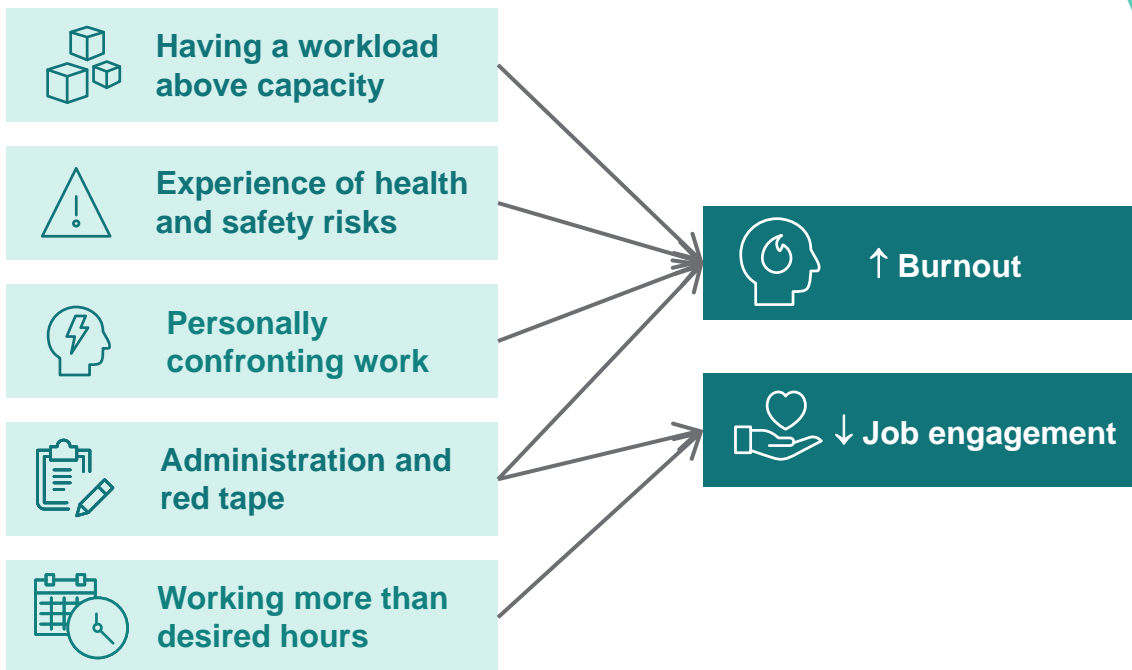 Having a workload
above capacity
Experience of health
and safety risks
Personally
confronting work
Administration and
red tape
Working more than
desired hours
↑ Burnout
↓ Job engagement